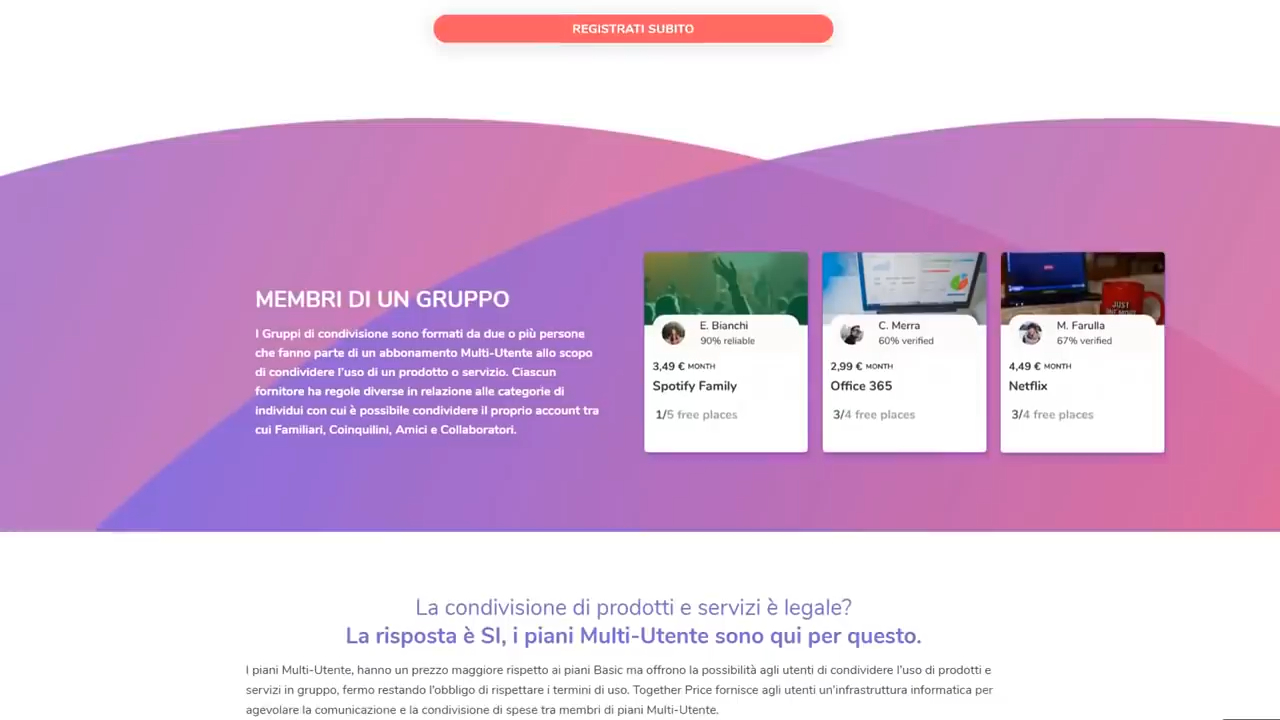 REGISTRATI SUBITO
MEMBRI DI UN GRUPPO
I Gruppi di condivisione sono formati da due o più persone
che fanno parte di un abbonamento Multi-Utente allo scopo
di condividere l'uso di un prodotto o servizio. Ciascun
fornitore ha regole diverse in relazione alle categorie di
individui con cui è possibile condividere il proprio account tra
cui Familiari, Coinquilini, Amici e Collaboratori.
E. Bianchi
90% reliable
3,49 € MONTH
Spotify Family
1/5 free places
C. Merra
60% verified
2,99 € MONTH
Office 365
3/4 free places
JUST
M. Farulla
67% verified
4,49 € MONTH
Netflix
3/4 free places
La condivisione di prodotti e servizi è legale?
La risposta è SI, i piani Multi-Utente sono qui per questo.
I piani Multi-Utente, hanno un prezzo maggiore rispetto ai piani Basic ma offrono la possibilità agli utenti di condividere l'uso di prodotti e
servizi in gruppo, fermo restando l'obbligo di rispettare i termini di uso. Together Price fornisce agli utenti un'infrastruttura informatica per
agevolare la comunicazione e la condivisione di spese tra membri di piani Multi-Utente.